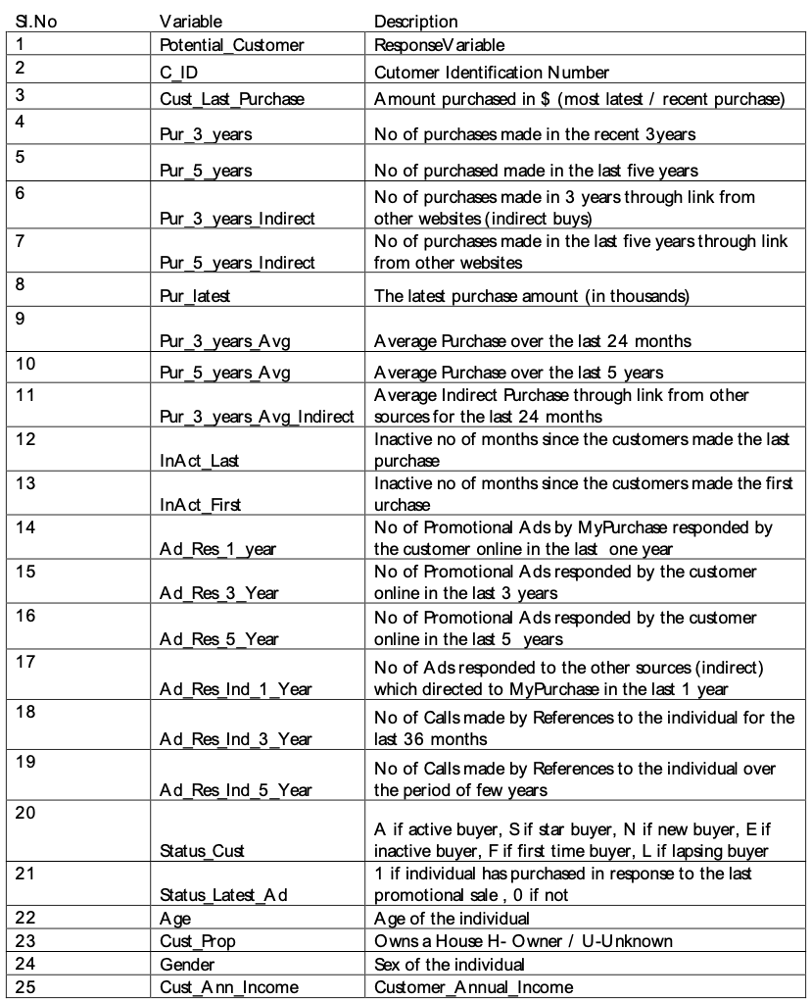 Sl.No Variable Description
1 Potential_Customer ResponseVariable
2 C_ID Cutomer Identification Number
3 Cust_Last_Purchase Amount purchased in $ (most latest / recent purchase)
4 Pur_3_years No of purchases made in the recent 3years
5 Pur_5_years No of purchased made in the last five years
6 Pur_3_years_Indirect No of purchases made in 3 years through link from
other websites (indirect buys)
7 Pur_5_years_Indirect No of purchases made in the last five years through link
from other websites
8 Pur_latest The latest purchase amount (in thousands)
9 Pur_3_years_Avg Average Purchase over the last 24 months
10 Pur_5_years_Avg Average Purchase over the last 5 years
11 Pur_3_years_Avg_Indirect Average Indirect Purchase through link from other
sources for the last 24 months
12 InAct_Last Inactive no of months since the customers made the last
purchase
13 InAct_First Inactive no of months since the customers made the first
urchase
14 Ad_Res_1_year No of Promotional Ads by MyPurchase responded by
the customer online in the last one year
15 Ad_Res_3_Year No of Promotional Ads responded by the customer
online in the last 3 years
16 Ad_Res_5_Year No of Promotional Ads responded by the customer
online in the last 5 years
17 Ad_Res_Ind_1_Year No of Ads responded to the other sources (indirect)
which directed to MyPurchase in the last 1 year
18 Ad_Res_Ind_3_Year No of Calls made by References to the individual for the
last 36 months
19 Ad_Res_Ind_5_Year No of Calls made by References to the individual over
the period of few years
20 Status_Cust A if active buyer, S if star buyer, N if new buyer, E if
inactive buyer, F if first time buyer, L if lapsing buyer
21 Status_Latest_Ad 1 if individual has purchased in response to the last
promotional sale , 0 if not
22 Age Age of the individual
23 Cust_Prop Owns a House H- Owner / U-Unknown
24 Gender Sex of the individual
25 Cust_Ann_Income Customer_Annual_Income